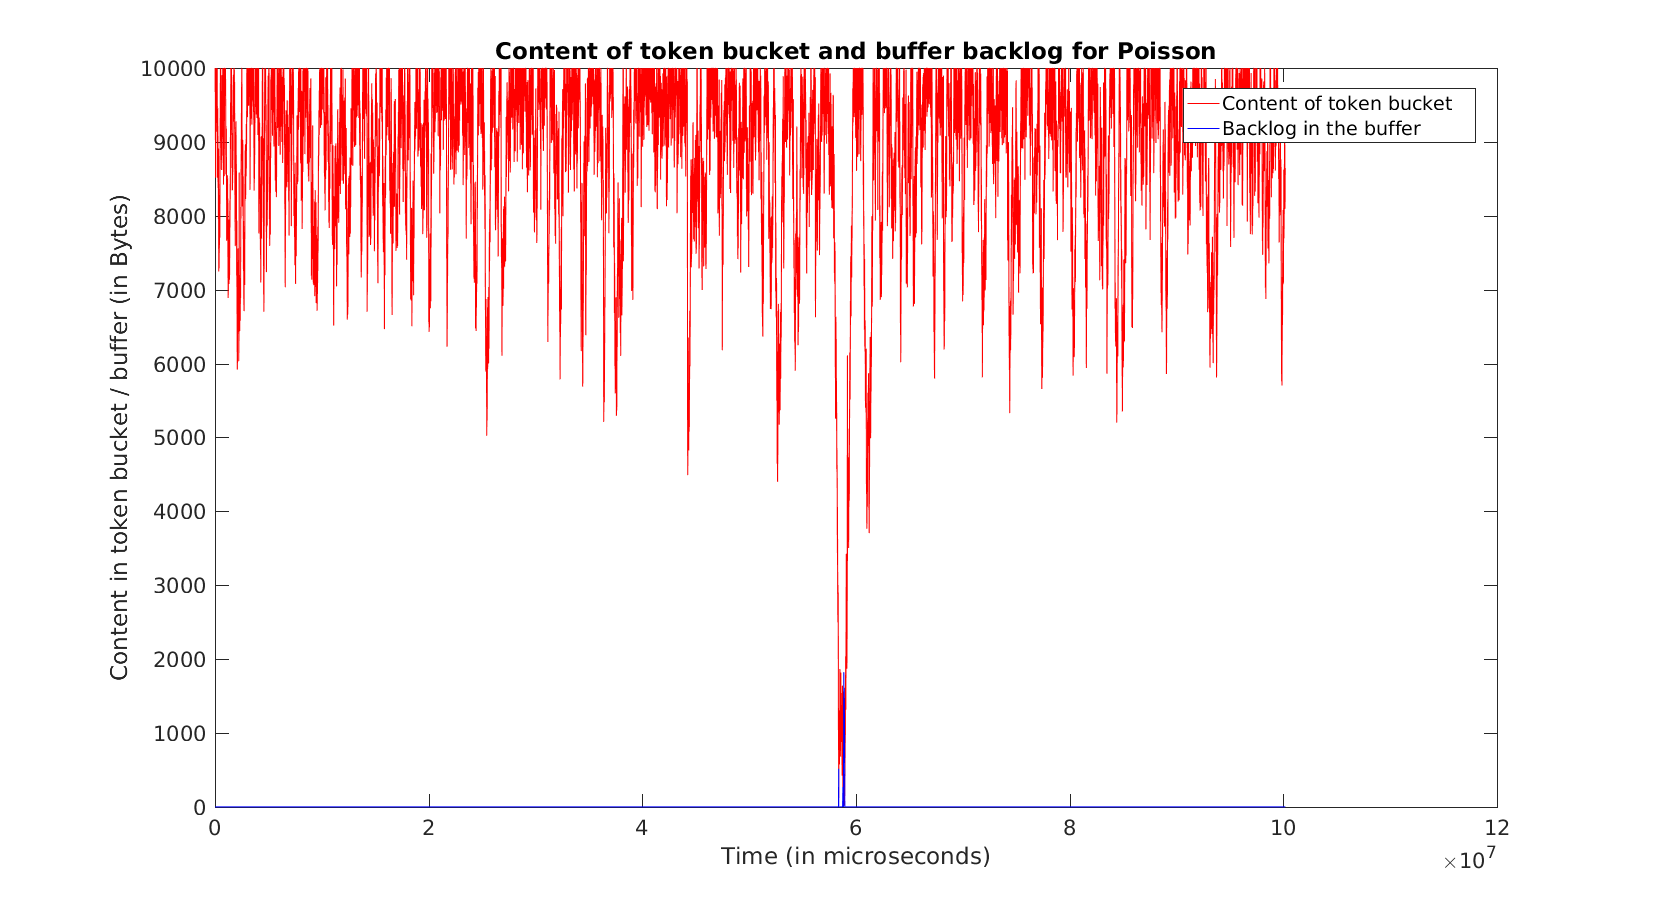 Content of token bucket and buffer backlog for Poisson
Content in token bucket / buffer (in Bytes)
10000
9000
8000
7000
6000
5000
4000
3000
2000
1000
0
Content of token bucket
Backlog in the buffer
0 2 4 6 8 10 12
Time (in microseconds)
×10^7